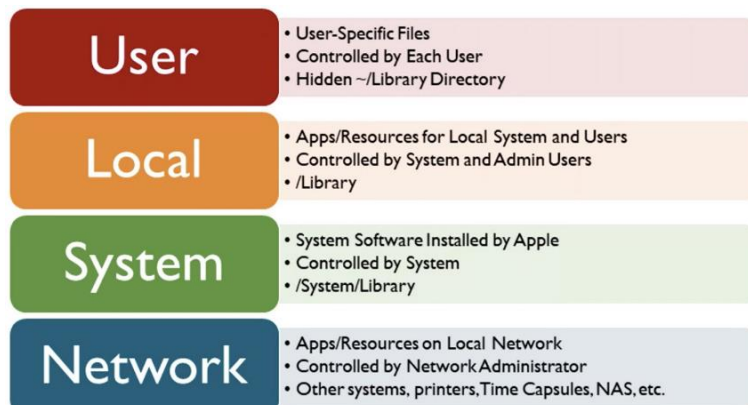 User
• User-Specific Files
• Controlled by Each User
• Hidden ~/Library Directory
Local
• Apps/Resources for Local System and Users
• Controlled by System and Admin Users
• /Library
System
• System Software Installed by Apple
• Controlled by System
• /System/Library
Network
• Apps/Resources on Local Network
• Controlled by Network Administrator
• Other systems, printers, Time Capsules, NAS, etc.